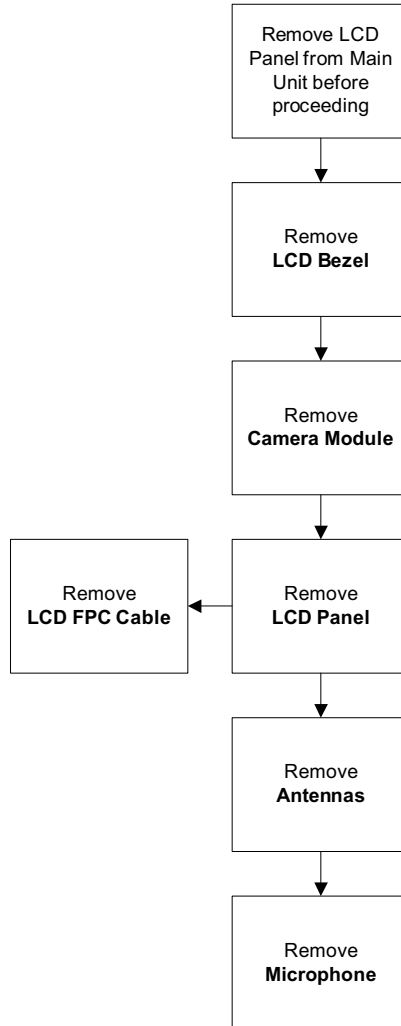 Remove LCD
Panel from Main
Unit before
proceeding
Remove
LCD Bezel
Remove
Camera Module
Remove
LCD FPC Cable
Remove
LCD Panel
Remove
Antennas
Remove
Microphone